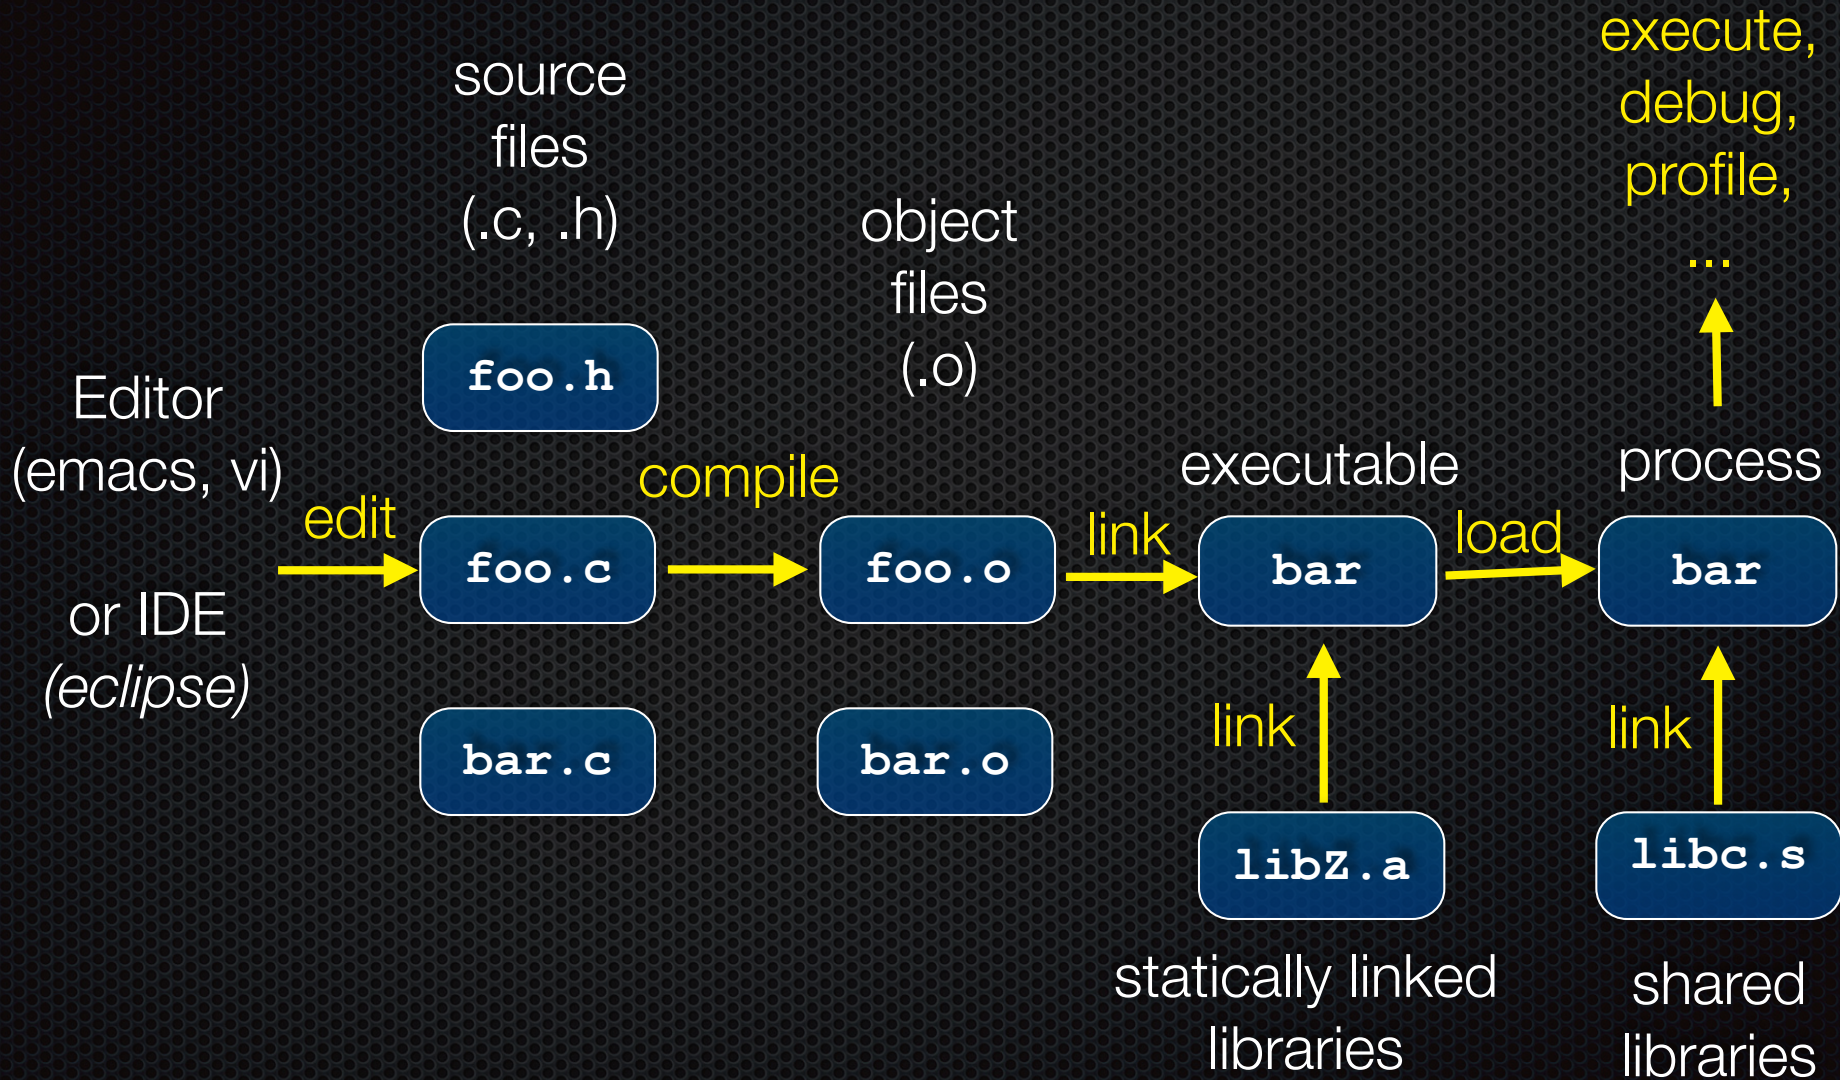 Editor
(emacs, vi)
or IDE
(eclipse)
edit
source
files
(.c, .h)
foo.h
foo.c
bar.c
compile
object
files
(.o)
foo.o
bar.o
link
executable
bar
link
libZ.a
statically linked
libraries
load
execute,
debug,
profile,
...
process
bar
link
libc.s
shared
libraries